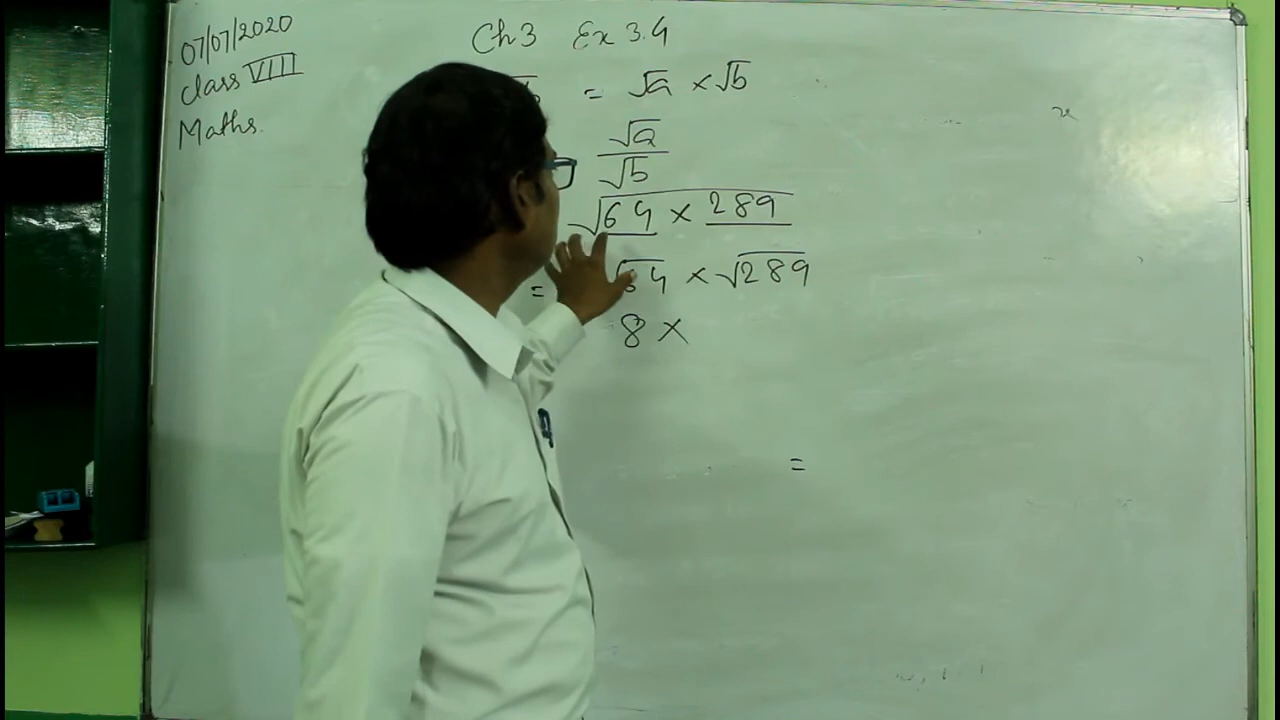 07/07/2020
Class VIII
Maths.
Ch 3 Ex 3.4
= √a × √b
√a
√b
√64 × 289
= √64 × √289
8 ×
=
x